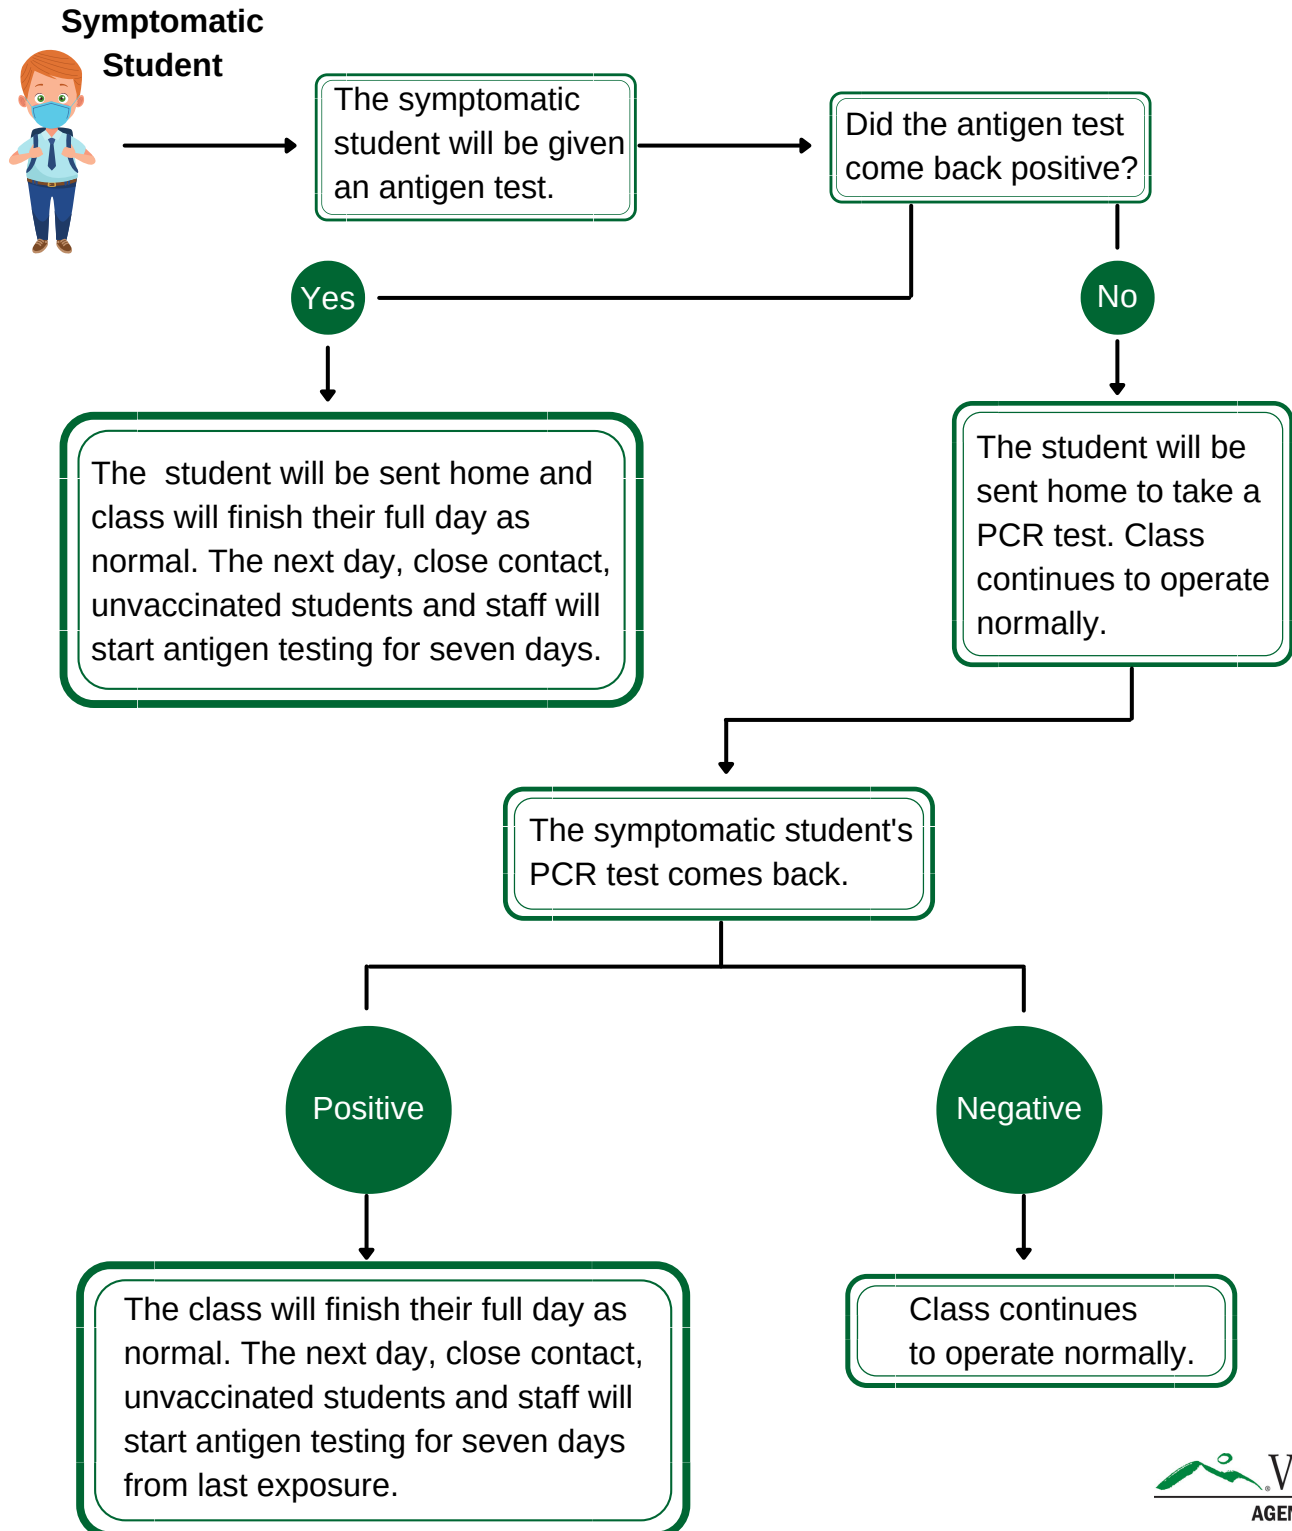 Symptomatic
Student
The symptomatic
student will be given
an antigen test.
Did the antigen test
come back positive?
Yes
No
The  student will be sent home and
class will finish their full day as
normal. The next day, close contact,
unvaccinated students and staff will
start antigen testing for seven days.
The student will be
sent home to take a
PCR test. Class
continues to operate
normally.
The symptomatic student's
PCR test comes back.
Positive
Negative
The class will finish their full day as
normal. The next day, close contact,
unvaccinated students and staff will
start antigen testing for seven days
from last exposure.
Class continues
to operate normally.